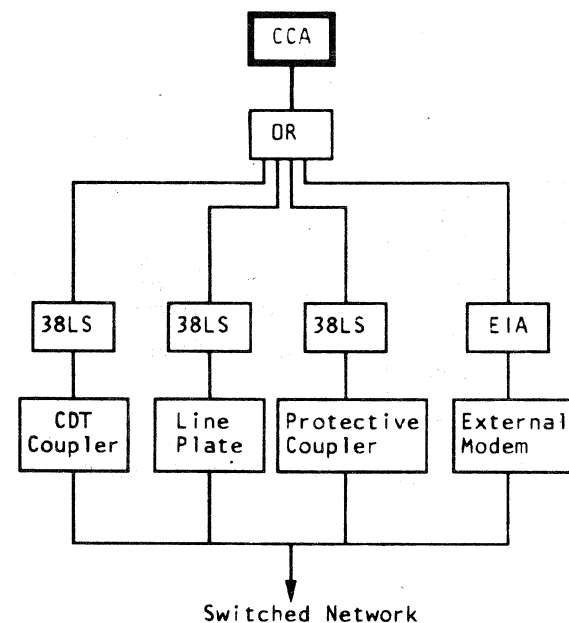 CCA
OR
38LS
38LS
38LS
EIA
CDT
Coupler
Line
Plate
Protective
Coupler
External
Modem
Switched Network